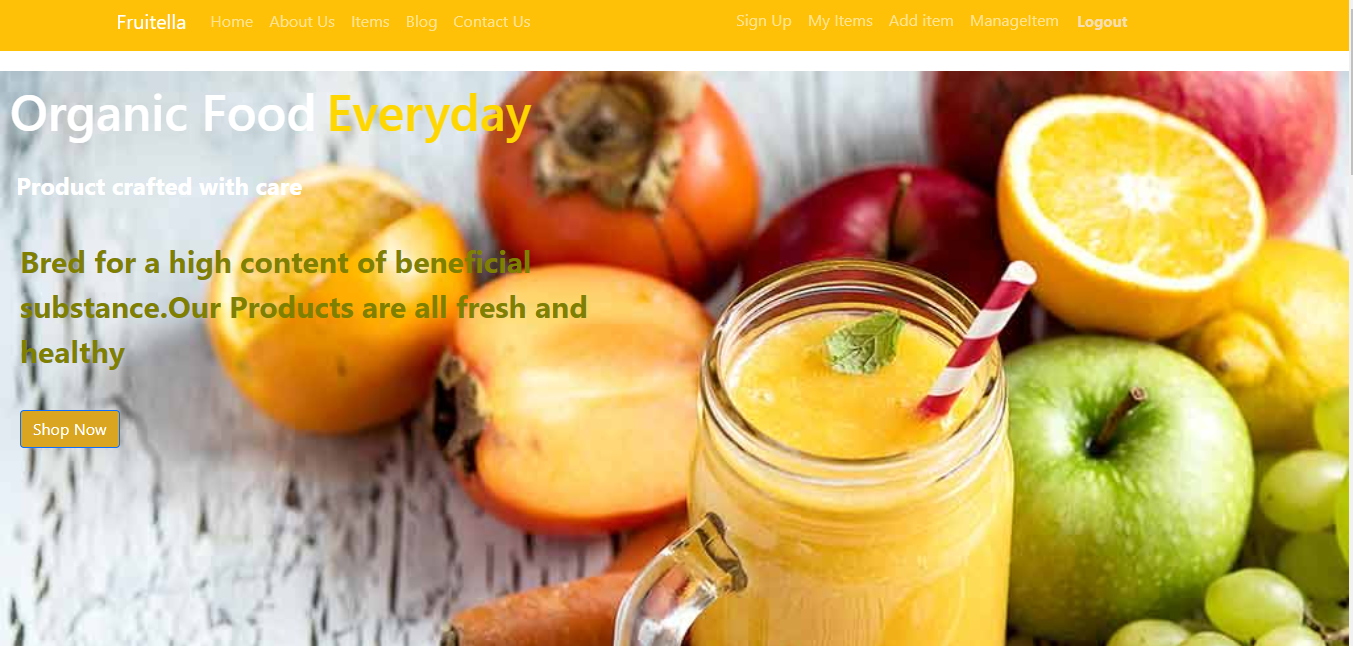 Fruitella Home About Us Items Blog Contact Us Sign Up My Items Add item ManageItem Logout
Organic Food Everyday
Product crafted with care
Bred for a high content of beneficial
substance.Our Products are all fresh and
healthy
Shop Now